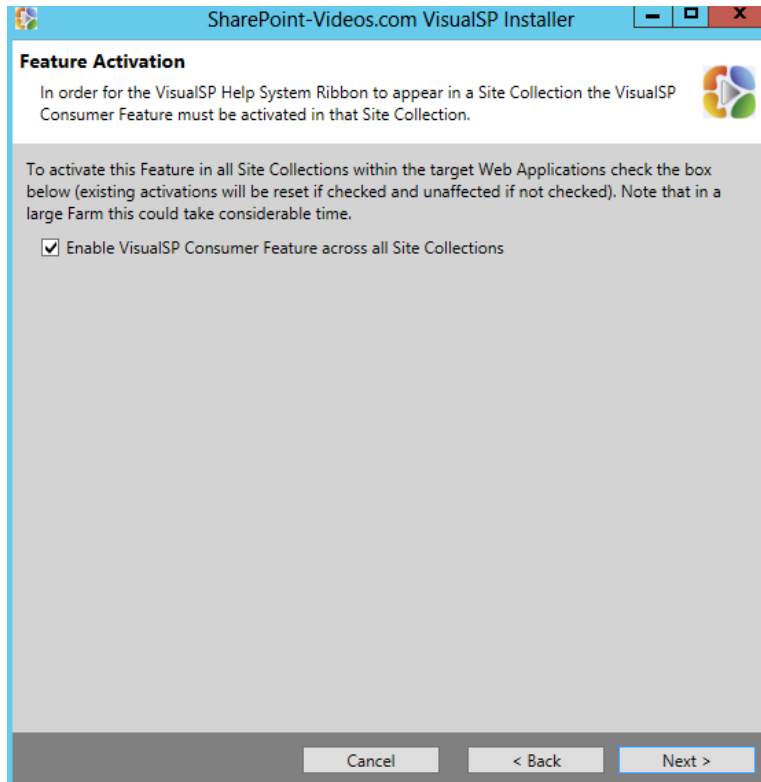 SharePoint-Videos.com VisualSP Installer
Feature Activation
In order for the VisualSP Help System Ribbon to appear in a Site Collection the VisualSP
Consumer Feature must be activated in that Site Collection.
To activate this Feature in all Site Collections within the target Web Applications check the box
below (existing activations will be reset if checked and unaffected if not checked). Note that in a
large Farm this could take considerable time.
Enable VisualSP Consumer Feature across all Site Collections
Cancel < Back Next >